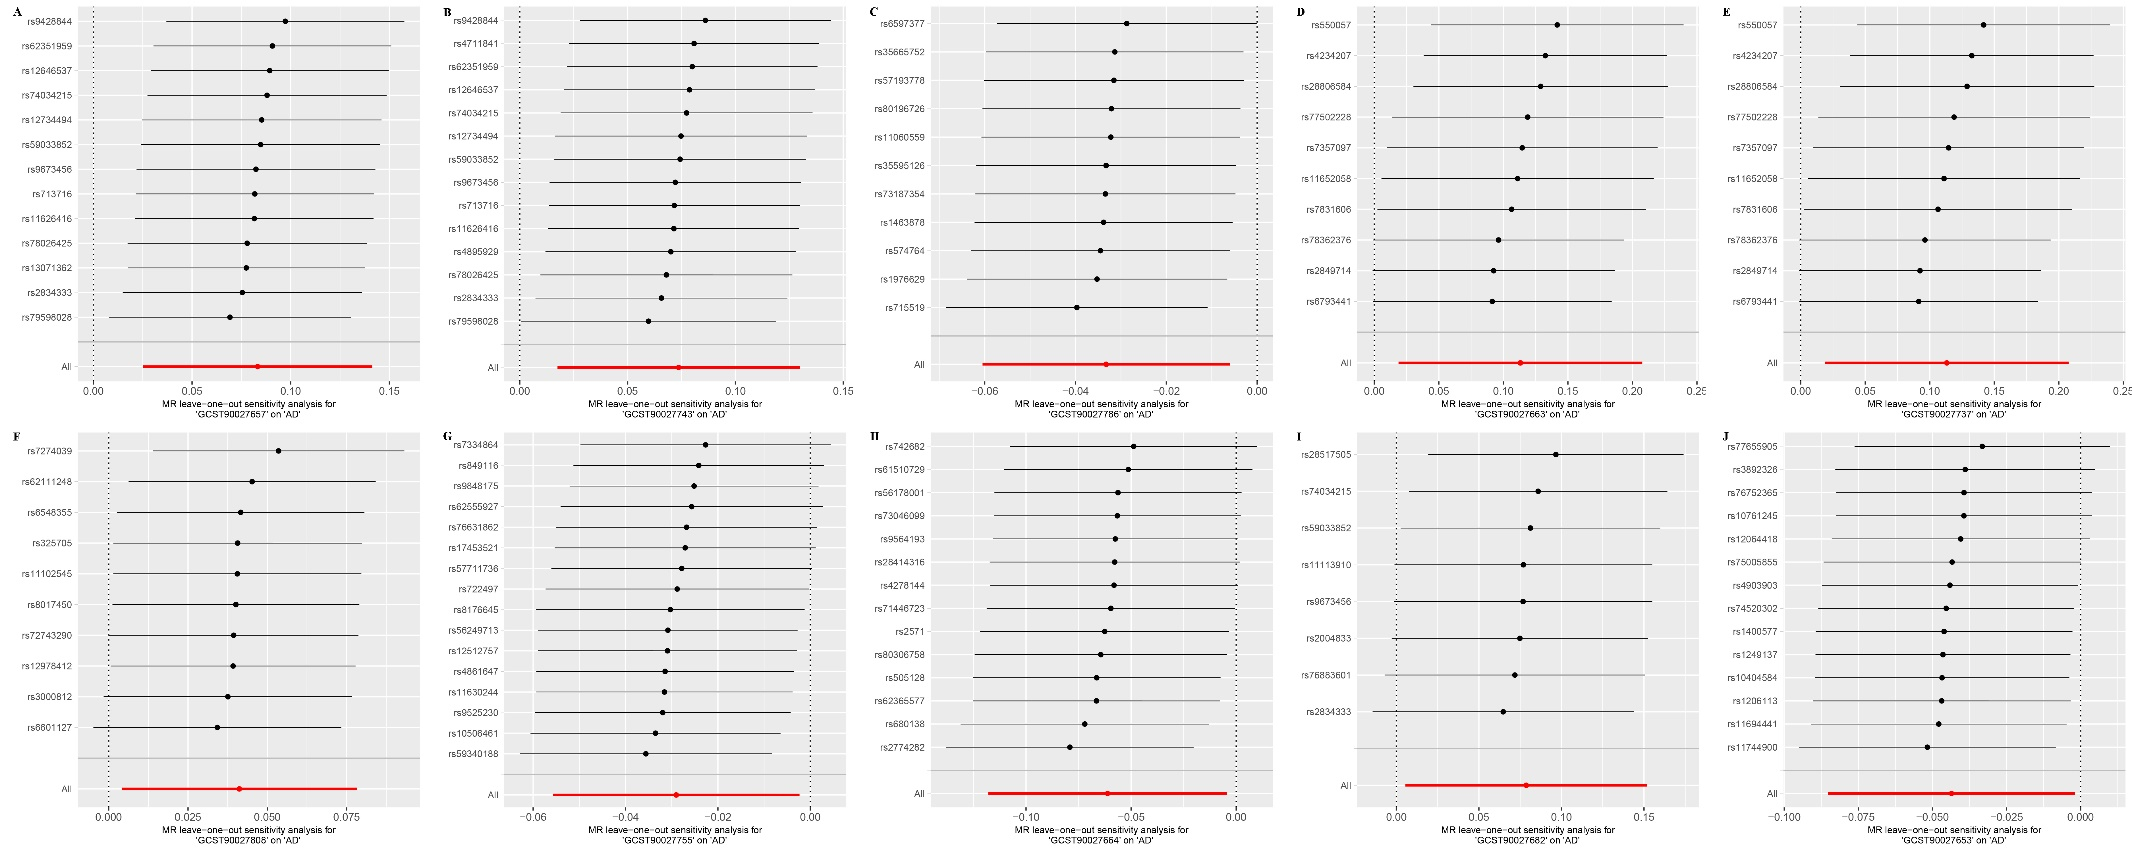 A
rs9428844
rs62351959
rs12646537
rs74034215
rs12734494
rs59033852
rs9673456
rs713716
rs11626416
rs78026425
rs13071362
rs2834333
rs79598028
All
0.00 0.05 0.10 0.15
MR leave−one−out sensitivity analysis for
'GCST90027657' on 'AD'
B
rs9428844
rs4711841
rs62351959
rs12646537
rs74034215
rs12734494
rs59033852
rs9673456
rs713716
rs11626416
rs4895929
rs78026425
rs2834333
rs79598028
All
0.00 0.05 0.10 0.15
MR leave−one−out sensitivity analysis for
'GCST90027743' on 'AD'
C
rs6597377
rs35665752
rs57193778
rs80196726
rs11060559
rs35595126
rs73187354
rs1463878
rs574764
rs1976629
rs715519
All
−0.06 −0.04 −0.02 0.00
MR leave−one−out sensitivity analysis for
'GCST90027786' on 'AD'
D
rs550057
rs4234207
rs28806584
rs77502228
rs7357097
rs11652058
rs7831606
rs78362376
rs2849714
rs6793441
All
0.00 0.05 0.10 0.15 0.20 0.25
MR leave−one−out sensitivity analysis for
'GCST90027663' on 'AD'
E
rs550057
rs4234207
rs28806584
rs77502228
rs7357097
rs11652058
rs7831606
rs78362376
rs2849714
rs6793441
All
0.00 0.05 0.10 0.15 0.20 0.25
MR leave−one−out sensitivity analysis for
'GCST90027737' on 'AD'
F
rs7274039
rs62111248
rs6548355
rs325705
rs11102545
rs8017450
rs72743290
rs12978412
rs3000812
rs6601127
All
0.000 0.025 0.050 0.075
MR leave−one−out sensitivity analysis for
'GCST90027808' on 'AD'
G
rs7334864
rs849116
rs9848175
rs62555927
rs76631862
rs17453521
rs57711736
rs722497
rs8176645
rs56249713
rs12512757
rs4861647
rs11630244
rs9525230
rs10506461
rs59340188
All
−0.06 −0.04 −0.02 0.00
MR leave−one−out sensitivity analysis for
'GCST90027755' on 'AD'
H
rs742682
rs61510729
rs56178001
rs73046099
rs9564193
rs28414316
rs4278144
rs71446723
rs2571
rs80306758
rs505128
rs62365577
rs680138
rs2774282
All
−0.10 −0.05 0.00
MR leave−one−out sensitivity analysis for
'GCST90027664' on 'AD'
I
rs28517505
rs74034215
rs59033852
rs11113910
rs9673456
rs2004833
rs76883601
rs2834333
All
0.00 0.05 0.10 0.15
MR leave−one−out sensitivity analysis for
'GCST90027682' on 'AD'
J
rs77655905
rs3892326
rs76752365
rs10761245
rs12064418
rs75005855
rs4903903
rs74520302
rs1400577
rs1249137
rs10404584
rs1206113
rs11694441
rs11744900
All
−0.100 −0.075 −0.050 −0.025 0.000
MR leave−one−out sensitivity analysis for
'GCST90027653' on 'AD'